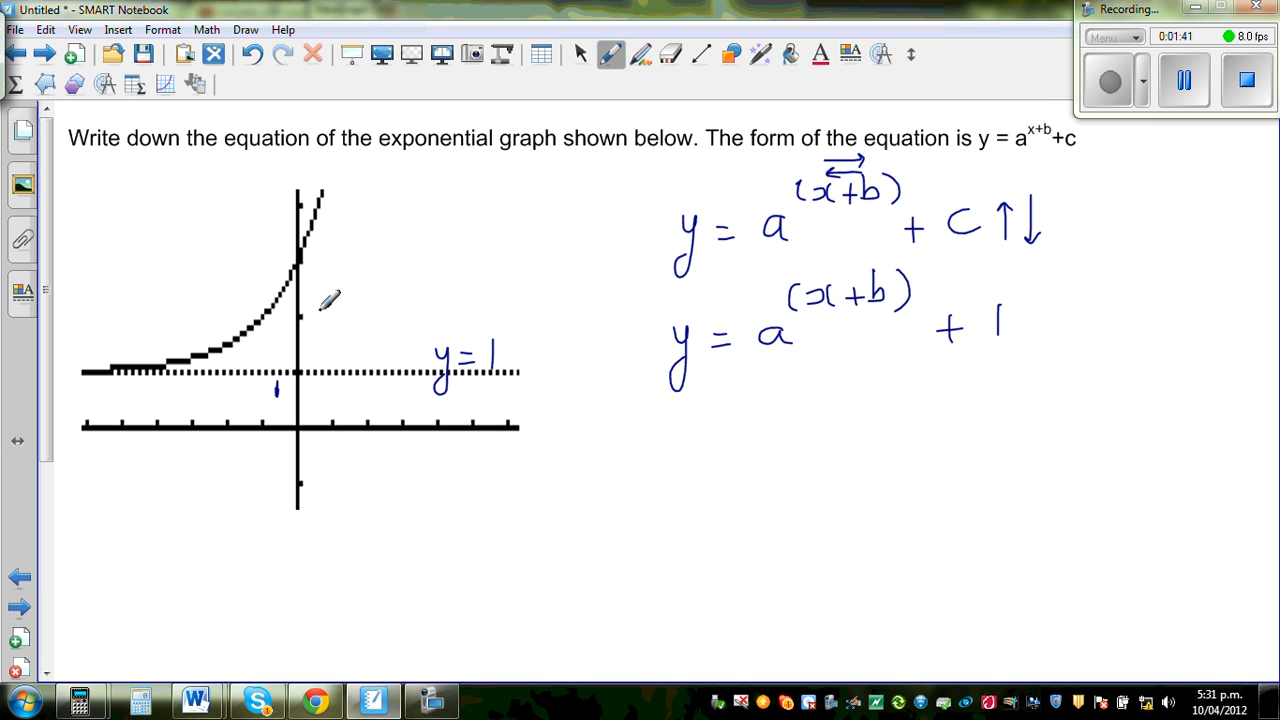 Untitled * - SMART Notebook
File Edit View Insert Format Math Draw Help
Recording...
Menu
0:01:41
8.0 fps
Write down the equation of the exponential graph shown below. The form of the equation is y = a^x+b+c
y = a^(x+b) + c ↑↓
y = a^(x+b) + 1
y = 1
1
5:31 p.m.
10/04/2012